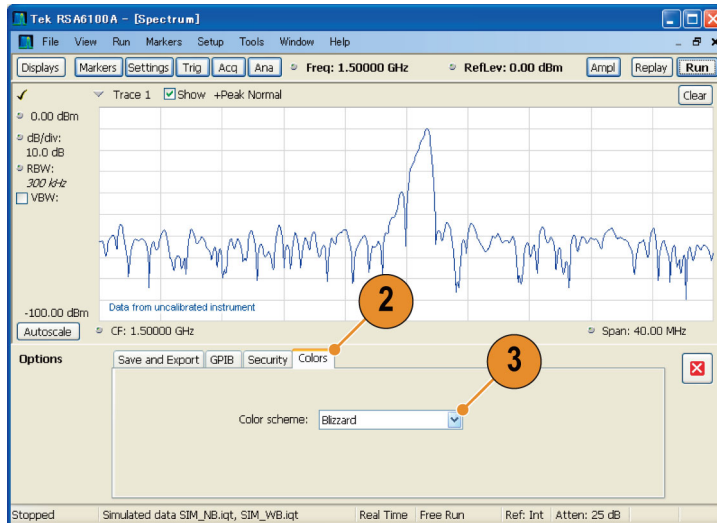 Tek RSA6100A - [Spectrum]
File View Run Markers Setup Tools Window Help
Displays Markers Settings Trig Acq Ana Freq: 1.50000 GHz RefLev: 0.00 dBm Ampl Replay Run
Trace 1 Show +Peak Normal Clear
0.00 dBm
dB/div:
10.0 dB
RBW:
300 kHz
VBW:
-100.00 dBm
Data from uncalibrated instrument
Autoscale CF: 1.50000 GHz Span: 40.00 MHz
2
Options Save and Export GPIB Security Colors
3
Color scheme: Blizzard
Stopped Simulated data SIM_NB.iqt, SIM_WB.iqt Real Time Free Run Ref: Int Atten: 25 dB